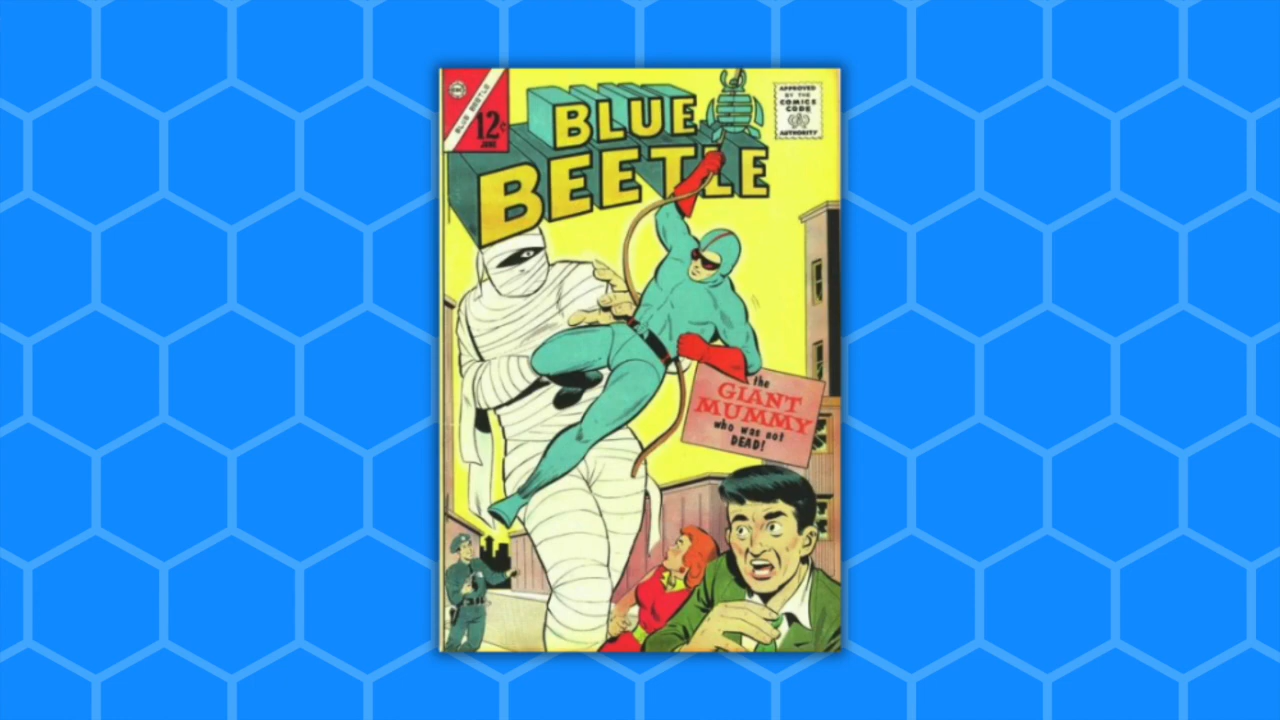 BLUE BEETLE
12¢
JUNE
BLUE
BEETLE
APPROVED
BY THE
COMICS
CODE
AUTHORITY
the
GIANT
MUMMY
who was not
DEAD!